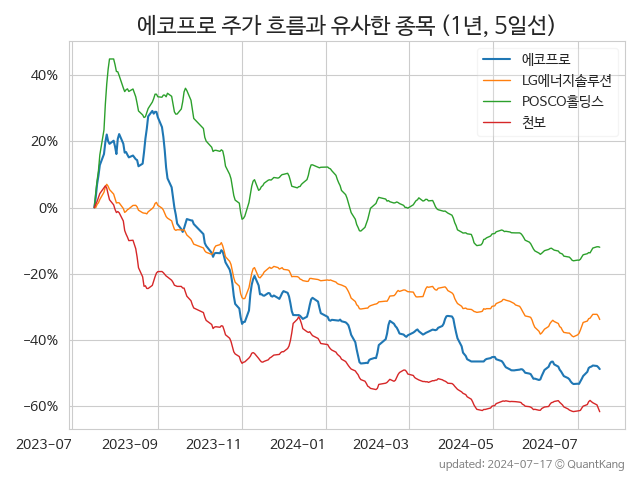 에코프로 주가 흐름과 유사한 종목 (1년, 5일선)
에코프로
LG에너지솔루션
POSCO홀딩스
천보
40%
20%
0%
−20%
−40%
−60%
2023-07
2023-09
2023-11
2024-01
2024-03
2024-05
2024-07
updated: 2024-07-17 © QuantKang